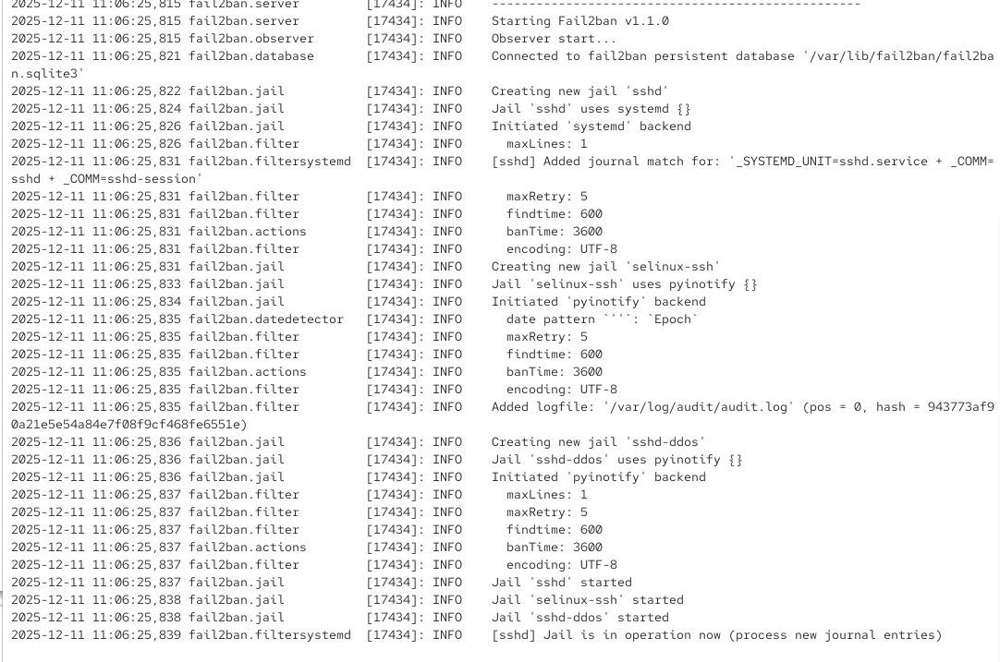 2025-12-11 11:06:25,815 fail2ban.server         [17434]: INFO    --------------------------------------------------
2025-12-11 11:06:25,815 fail2ban.server         [17434]: INFO    Starting Fail2ban v1.1.0
2025-12-11 11:06:25,815 fail2ban.observer       [17434]: INFO    Observer start...
2025-12-11 11:06:25,821 fail2ban.database       [17434]: INFO    Connected to fail2ban persistent database '/var/lib/fail2ban/fail2ba
n.sqlite3'
2025-12-11 11:06:25,822 fail2ban.jail           [17434]: INFO    Creating new jail 'sshd'
2025-12-11 11:06:25,824 fail2ban.jail           [17434]: INFO    Jail 'sshd' uses systemd {}
2025-12-11 11:06:25,826 fail2ban.jail           [17434]: INFO    Initiated 'systemd' backend
2025-12-11 11:06:25,826 fail2ban.filter         [17434]: INFO      maxLines: 1
2025-12-11 11:06:25,831 fail2ban.filtersystemd  [17434]: INFO    [sshd] Added journal match for: '_SYSTEMD_UNIT=sshd.service + _COMM=
sshd + _COMM=sshd-session'
2025-12-11 11:06:25,831 fail2ban.filter         [17434]: INFO      maxRetry: 5
2025-12-11 11:06:25,831 fail2ban.filter         [17434]: INFO      findtime: 600
2025-12-11 11:06:25,831 fail2ban.actions        [17434]: INFO      banTime: 3600
2025-12-11 11:06:25,831 fail2ban.filter         [17434]: INFO      encoding: UTF-8
2025-12-11 11:06:25,831 fail2ban.jail           [17434]: INFO    Creating new jail 'selinux-ssh'
2025-12-11 11:06:25,833 fail2ban.jail           [17434]: INFO    Jail 'selinux-ssh' uses pyinotify {}
2025-12-11 11:06:25,834 fail2ban.jail           [17434]: INFO    Initiated 'pyinotify' backend
2025-12-11 11:06:25,835 fail2ban.datedetector   [17434]: INFO      date pattern `'''`: `Epoch`
2025-12-11 11:06:25,835 fail2ban.filter         [17434]: INFO      maxRetry: 5
2025-12-11 11:06:25,835 fail2ban.filter         [17434]: INFO      findtime: 600
2025-12-11 11:06:25,835 fail2ban.actions        [17434]: INFO      banTime: 3600
2025-12-11 11:06:25,835 fail2ban.filter         [17434]: INFO      encoding: UTF-8
2025-12-11 11:06:25,835 fail2ban.filter         [17434]: INFO    Added logfile: '/var/log/audit/audit.log' (pos = 0, hash = 943773af9
0a21e5e54a84e7f08f9cf468fe6551e)
2025-12-11 11:06:25,836 fail2ban.jail           [17434]: INFO    Creating new jail 'sshd-ddos'
2025-12-11 11:06:25,836 fail2ban.jail           [17434]: INFO    Jail 'sshd-ddos' uses pyinotify {}
2025-12-11 11:06:25,836 fail2ban.jail           [17434]: INFO    Initiated 'pyinotify' backend
2025-12-11 11:06:25,837 fail2ban.filter         [17434]: INFO      maxLines: 1
2025-12-11 11:06:25,837 fail2ban.filter         [17434]: INFO      maxRetry: 5
2025-12-11 11:06:25,837 fail2ban.filter         [17434]: INFO      findtime: 600
2025-12-11 11:06:25,837 fail2ban.actions        [17434]: INFO      banTime: 3600
2025-12-11 11:06:25,837 fail2ban.filter         [17434]: INFO      encoding: UTF-8
2025-12-11 11:06:25,837 fail2ban.jail           [17434]: INFO    Jail 'sshd' started
2025-12-11 11:06:25,838 fail2ban.jail           [17434]: INFO    Jail 'selinux-ssh' started
2025-12-11 11:06:25,838 fail2ban.jail           [17434]: INFO    Jail 'sshd-ddos' started
2025-12-11 11:06:25,839 fail2ban.filtersystemd  [17434]: INFO    [sshd] Jail is in operation now (process new journal entries)